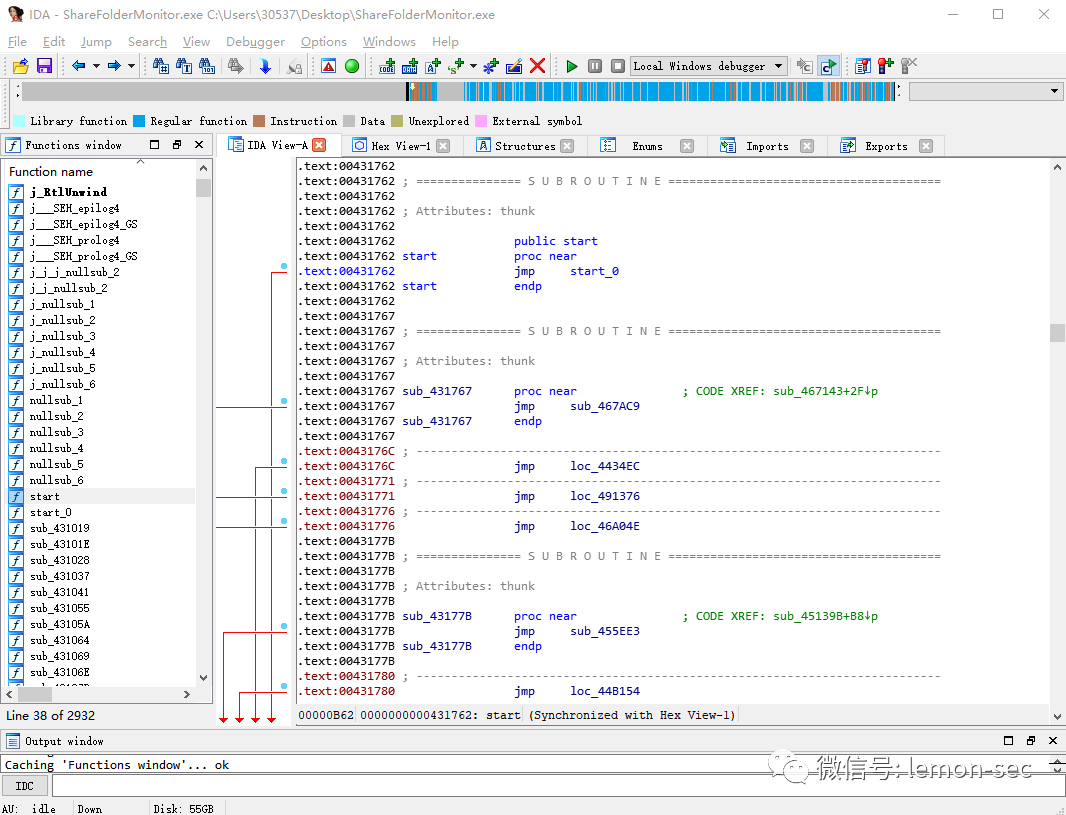 IDA - ShareFolderMonitor.exe C:\Users\30537\Desktop\ShareFolderMonitor.exe
File Edit Jump Search View Debugger Options Windows Help
Local Windows debugger
Library function Regular function Instruction Data Unexplored External symbol
Functions window
IDA View-A Hex View-1 Structures Enums Imports Exports
Function name
j_RtlUnwind
j___SEH_epilog4
j___SEH_epilog4_GS
j___SEH_prolog4
j___SEH_prolog4_GS
j_j_j_nullsub_2
j_j_nullsub_2
j_nullsub_1
j_nullsub_2
j_nullsub_3
j_nullsub_4
j_nullsub_5
j_nullsub_6
nullsub_1
nullsub_2
nullsub_3
nullsub_4
nullsub_5
nullsub_6
start
start_0
sub_431019
sub_43101E
sub_431028
sub_431037
sub_431041
sub_431055
sub_43105A
sub_431064
sub_431069
sub_43106E
Line 38 of 2932
.text:00431762
.text:00431762 ; =============== S U B R O U T I N E =======================================
.text:00431762
.text:00431762 ; Attributes: thunk
.text:00431762
.text:00431762 public start
.text:00431762 start proc near
.text:00431762 jmp start_0
.text:00431762 start endp
.text:00431762
.text:00431767
.text:00431767 ; =============== S U B R O U T I N E =======================================
.text:00431767
.text:00431767 ; Attributes: thunk
.text:00431767
.text:00431767 sub_431767 proc near ; CODE XREF: sub_467143+2F↓p
.text:00431767 jmp sub_467AC9
.text:00431767 sub_431767 endp
.text:00431767
.text:0043176C ; ---------------------------------------------------------------------------
.text:0043176C jmp loc_4434EC
.text:00431771 ; ---------------------------------------------------------------------------
.text:00431771 jmp loc_491376
.text:00431776 ; ---------------------------------------------------------------------------
.text:00431776 jmp loc_46A04E
.text:0043177B
.text:0043177B ; =============== S U B R O U T I N E =======================================
.text:0043177B
.text:0043177B ; Attributes: thunk
.text:0043177B
.text:0043177B sub_43177B proc near ; CODE XREF: sub_45139B+B8↓p
.text:0043177B jmp sub_455EE3
.text:0043177B sub_43177B endp
.text:0043177B
.text:00431780 ; ---------------------------------------------------------------------------
.text:00431780 jmp loc_44B154
00000B62 0000000000431762: start (Synchronized with Hex View-1)
Output window
Caching 'Functions window'... ok
IDC
AU: idle Down Disk: 55GB
微信号: lemon-sec